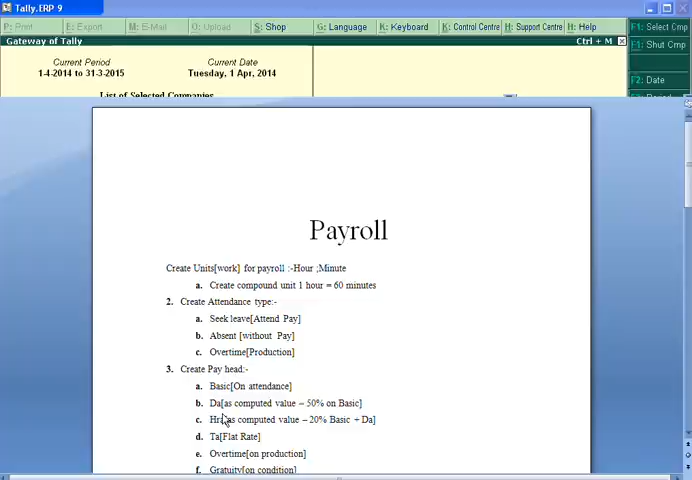 Tally.ERP 9
P: Print E: Export M: E-Mail O: Upload S: Shop G: Language K: Keyboard K: Control Centre H: Support Centre H: Help F1: Select Cmp
Gateway of Tally Ctrl + M F1: Shut Cmp
Current Period Current Date
1-4-2014 to 31-3-2015 Tuesday, 1 Apr, 2014 F2: Date
List of Selected Companies
Payroll
Create Units[work] for payroll :-Hour ;Minute
a. Create compound unit 1 hour = 60 minutes
2. Create Attendance type:-
a. Seek leave[Attend Pay]
b. Absent [without Pay]
c. Overtime[Production]
3. Create Pay head:-
a. Basic[On attendance]
b. Da[as computed value – 50% on Basic]
c. Hra[as computed value – 20% Basic + Da]
d. Ta[Flat Rate]
e. Overtime[on production]
f. Gratuity[on condition]